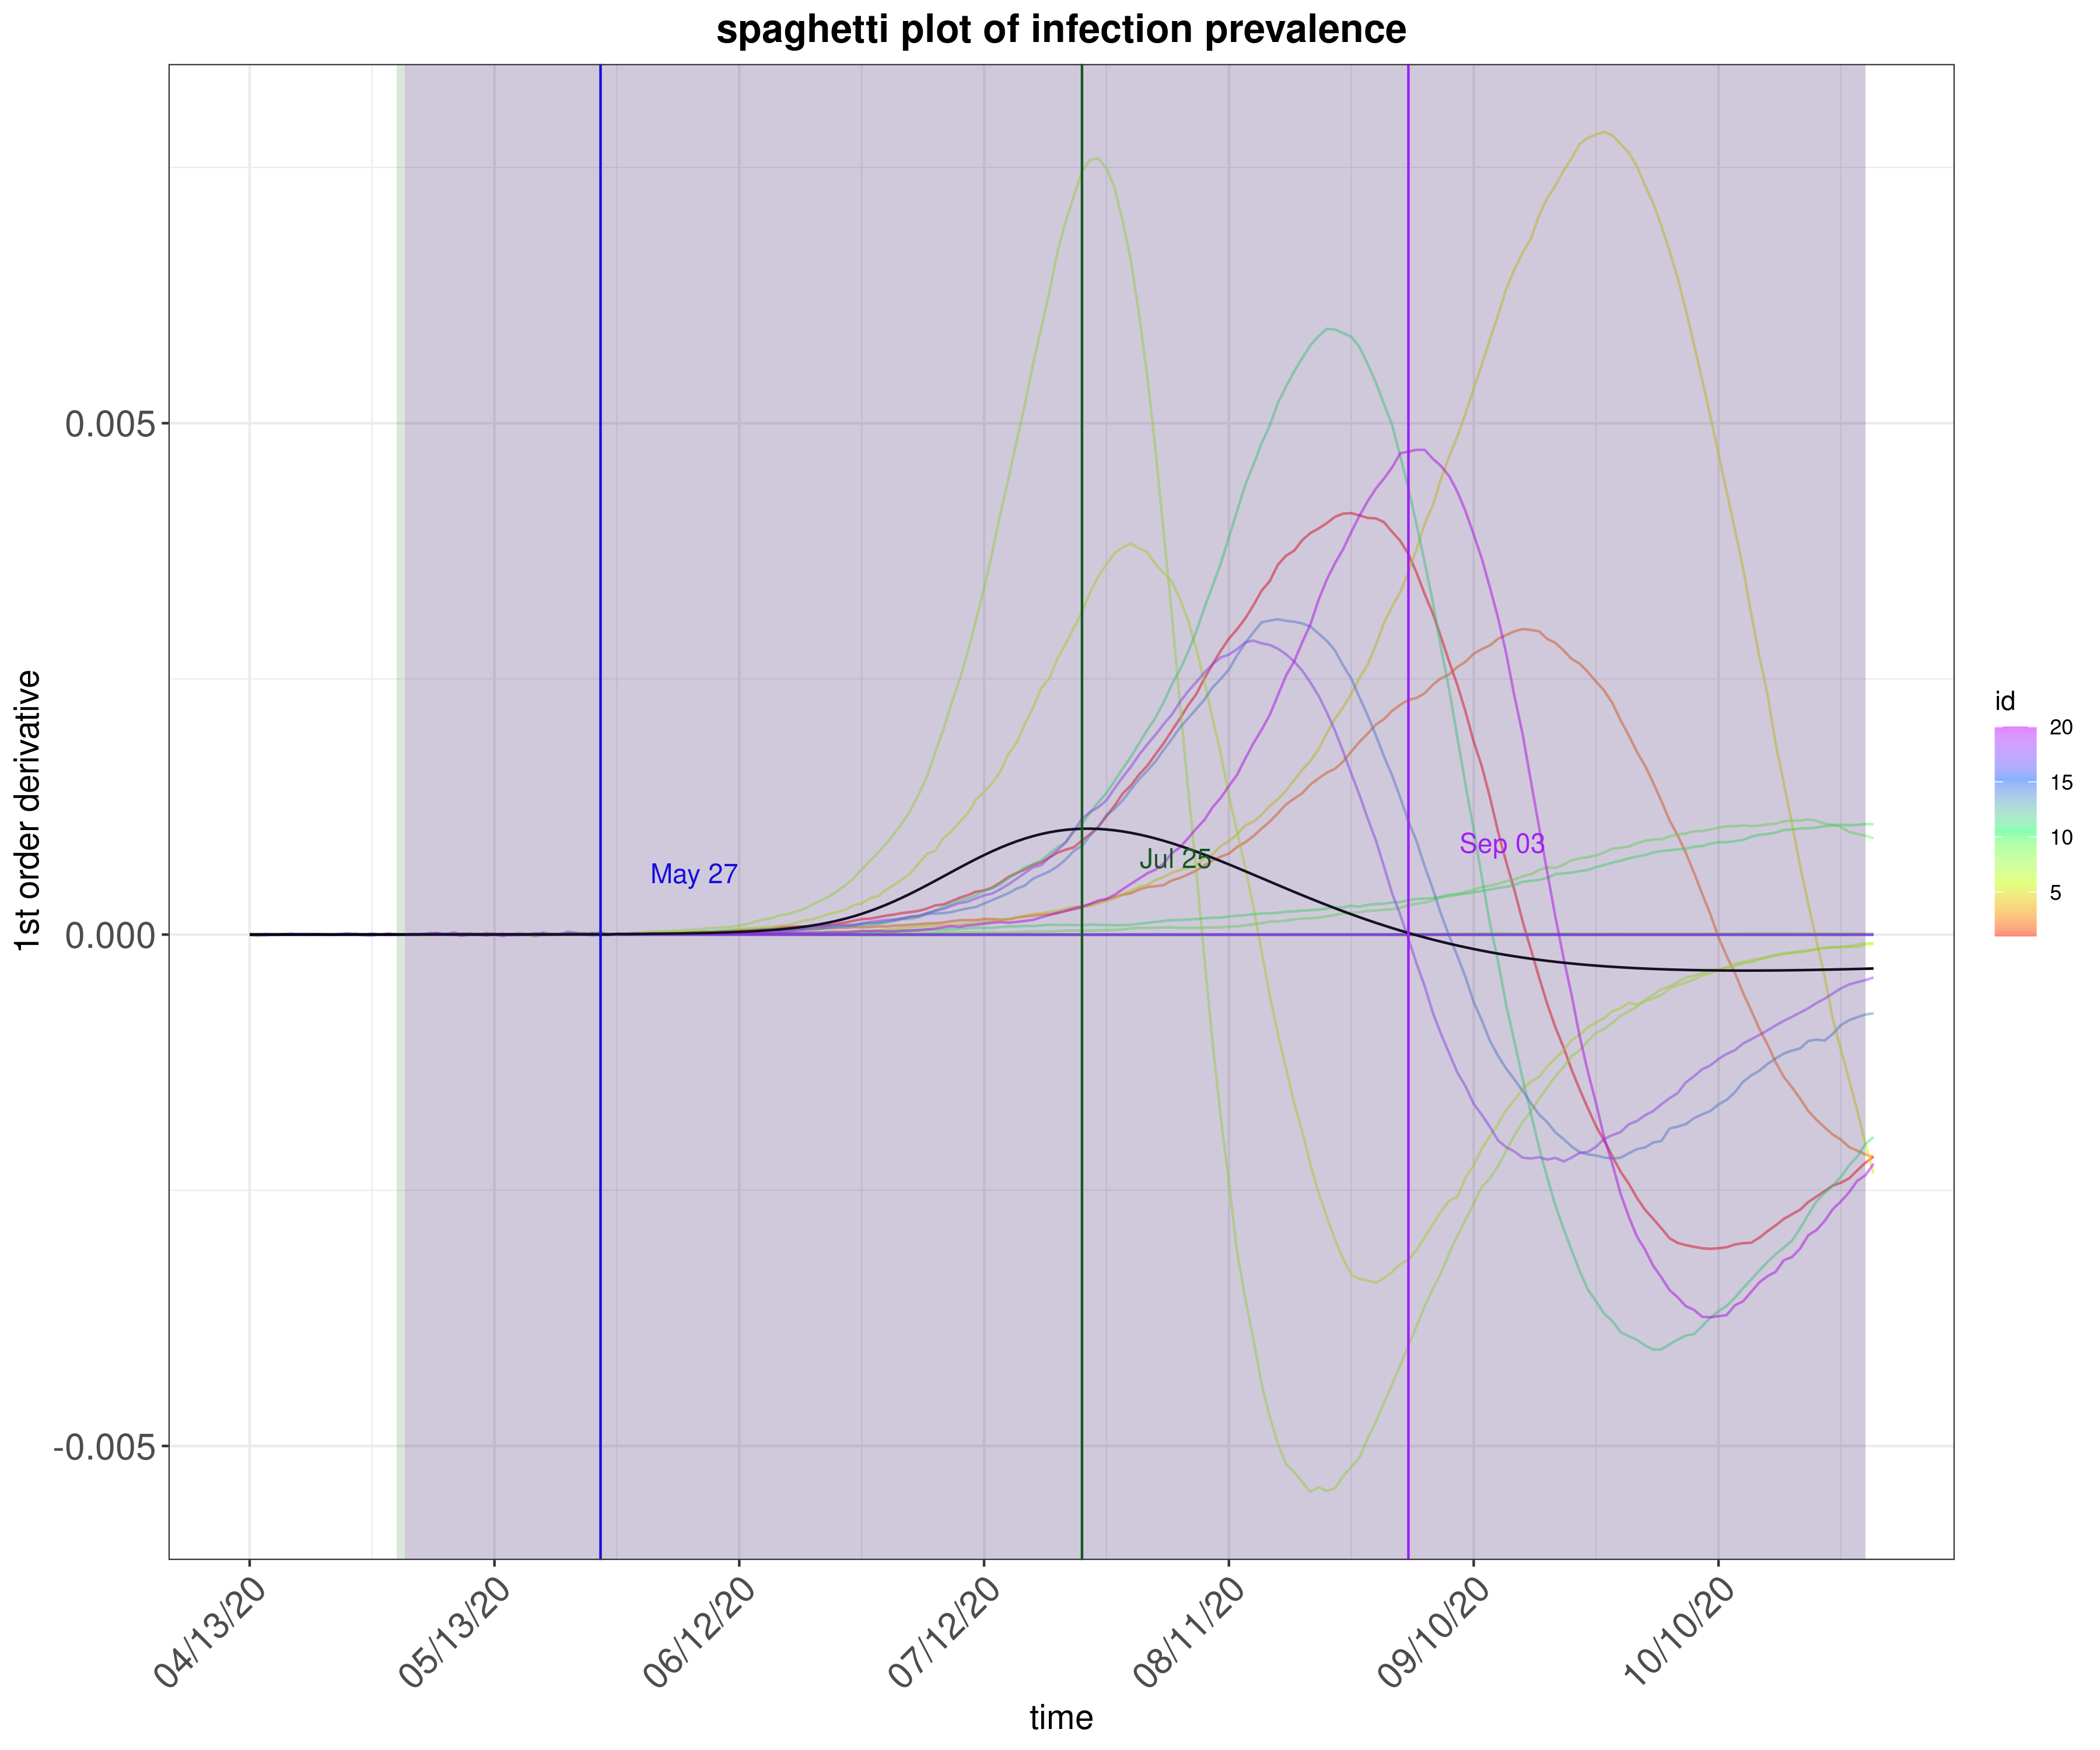 spaghetti plot of infection prevalence
1st order derivative
0.005
0.000
-0.005
May 27
Jul 25
Sep 03
id
20
15
10
5
04/13/20
05/13/20
06/12/20
07/12/20
08/11/20
09/10/20
10/10/20
time